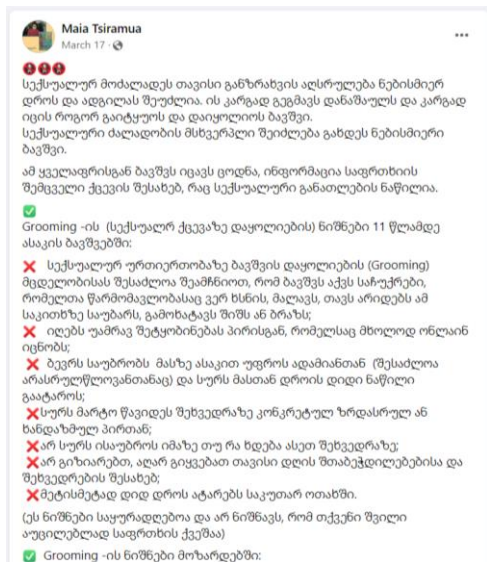 Maia Tsiramua
March 17
სექსუალურ მოძალადეს თავისი განზრახვის აღსრულება ნებისმიერ
დროს და ადგილას შეუძლია. ის კარგად გეგმავს დანაშაულს და კარგად
იცის როგორ გაიტყუოს და დაიყოლიოს ბავშვი.
სექსუალური ძალადობის მსხვერპლი შეიძლება გახდეს ნებისმიერი
ბავშვი.
ამ ყველაფრისგან ბავშვს იცავს ცოდნა, ინფორმაცია საფრთხის
შემცველი ქცევის შესახებ, რაც სექსუალური განათლების ნაწილია.
✅
Grooming -ის (სექსუალრ ქცევაზე დაყოლიების) ნიშნები 11 წლამდე
ასაკის ბავშვებში:
❌ სექსუალურ ურთიერთობაზე ბავშვის დაყოლიების (Grooming)
მცდელობისას შესაძლოა შეამჩნიოთ, რომ ბავშვს აქვს საჩუქრები,
რომელთა წარმომავლობასაც ვერ ხსნის, მალავს, თავს არიდებს ამ
საკითხზე საუბარს, გამოხატავს შიშს ან ბრაზს;
❌ იღებს უამრავ შეტყობინებას პირისგან, რომელსაც მხოლოდ ონლაინ
იცნობს;
❌ ბევრს საუბრობს მასზე ასაკით უფროს ადამიანთან (შესაძლოა
არასრულწლოვანთანაც) და სურს მასთან დროის დიდი ნაწილი
გაატაროს;
❌სურს მარტო წავიდეს შეხვედრაზე კონკრეტულ ზრდასრულ ან
ხანდაზმულ პირთან;
❌არ სურს ისაუბროს იმაზე თუ რა ხდება ასეთ შეხვედრაზე;
❌არ გიზიარებთ, აღარ გიყვებათ თავისი დღის შთაბეჭდილებებისა და
შეხვედრების შესახებ;
❌მეტისმეტად დიდ დროს ატარებს საკუთარ ოთახში.
(ეს ნიშნები საყურადღებოა და არ ნიშნავს, რომ თქვენი შვილი
აუცილებლად საფრთხის ქვეშაა)
✅ Grooming -ის ნიშნები მოზარდებში: